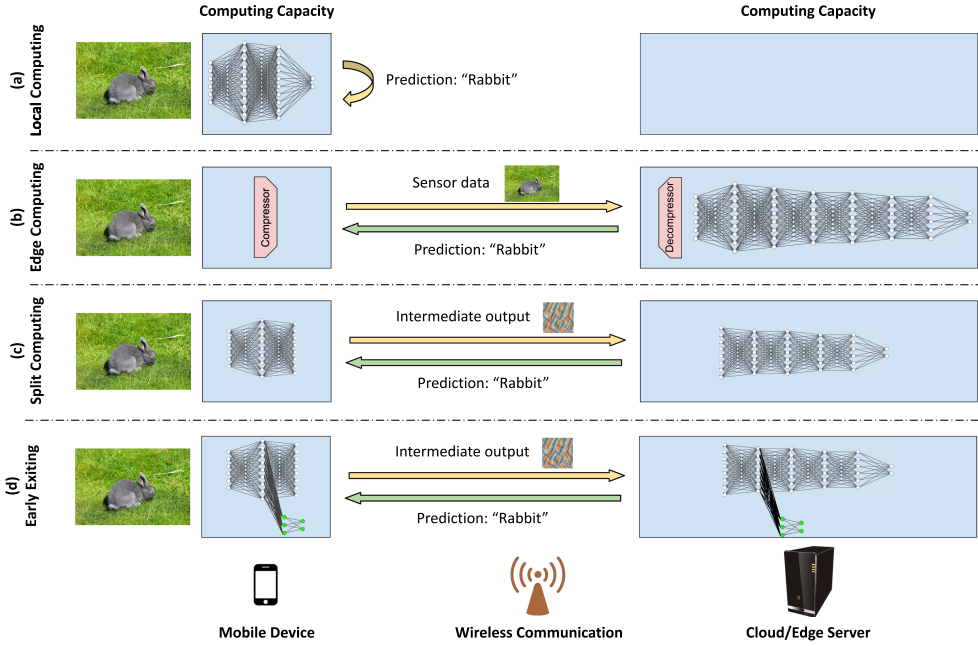 Computing Capacity
Computing Capacity
(a)
Local Computing
Prediction: “Rabbit”
(b)
Edge Computing
Compressor
Sensor data
Prediction: “Rabbit”
Decompressor
(c)
Split Computing
Intermediate output
Prediction: “Rabbit”
(d)
Early Exiting
Intermediate output
Prediction: “Rabbit”
Mobile Device
Wireless Communication
Cloud/Edge Server